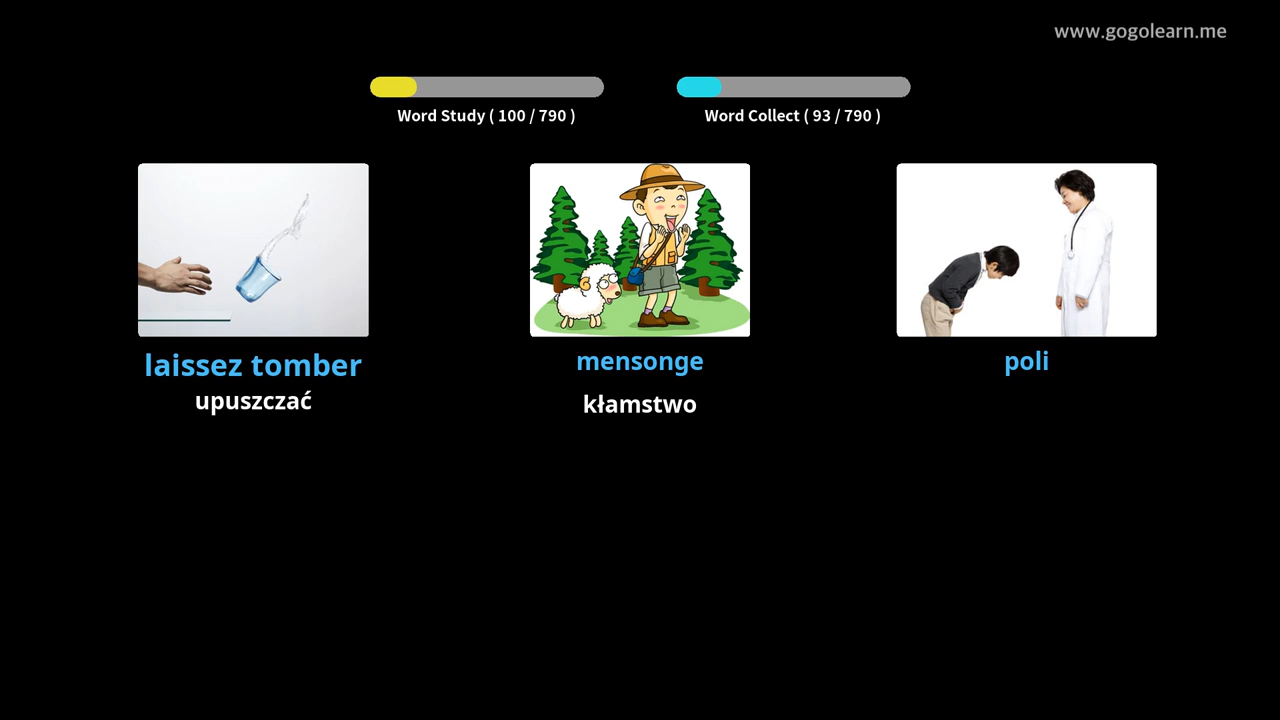 www.gogolearn.me
Word Study ( 100 / 790 )
Word Collect ( 93 / 790 )
laissez tomber
mensonge
poli
upuszczać
kłamstwo